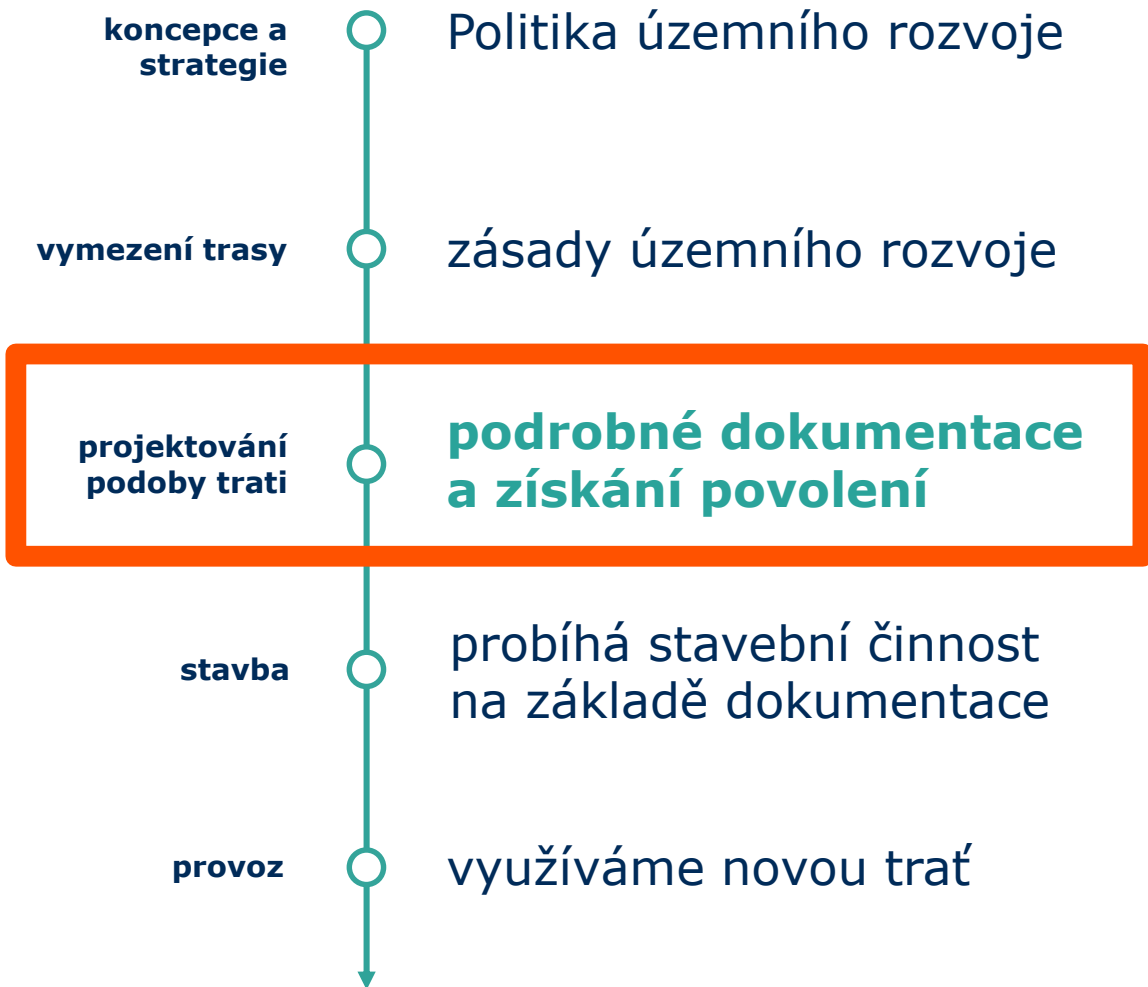 koncepce a
strategie
Politika územního rozvoje
vymezení trasy
zásady územního rozvoje
projektování
podoby trati
podrobné dokumentace
a získání povolení
stavba
probíhá stavební činnost
na základě dokumentace
provoz
využíváme novou trať